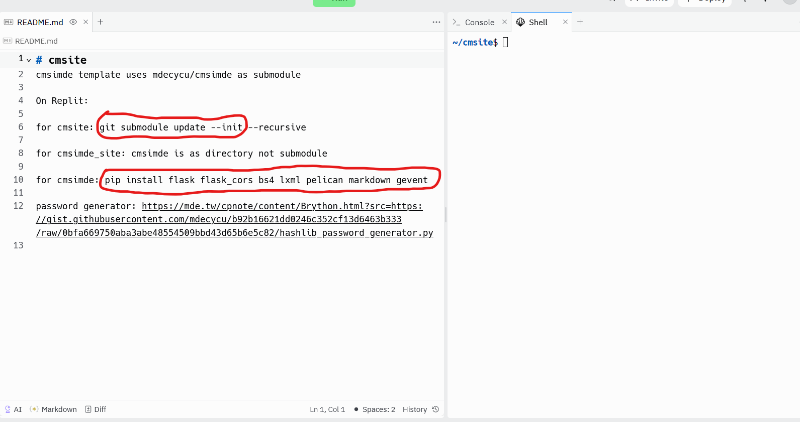 README.md
Console
Shell
README.md
~/cmsite$
1 # cmsite
2 cmsimde template uses mdecycu/cmsimde as submodule
3
4 On Replit:
5
6 for cmsite: git submodule update --init --recursive
7
8 for cmsimde_site: cmsimde is as directory not submodule
9
10 for cmsimde: pip install flask flask_cors bs4 lxml pelican markdown gevent
11
12 password generator: https://mde.tw/cpnote/content/Brython.html?src=https:
//gist.githubusercontent.com/mdecycu/b92b16621dd0246c352cf13d6463b333
/raw/0bfa669750aba3abe48554509bbd43d65b6e5c82/hashlib_password_generator.py
13
AI Markdown Diff Ln 1, Col 1 Spaces: 2 History